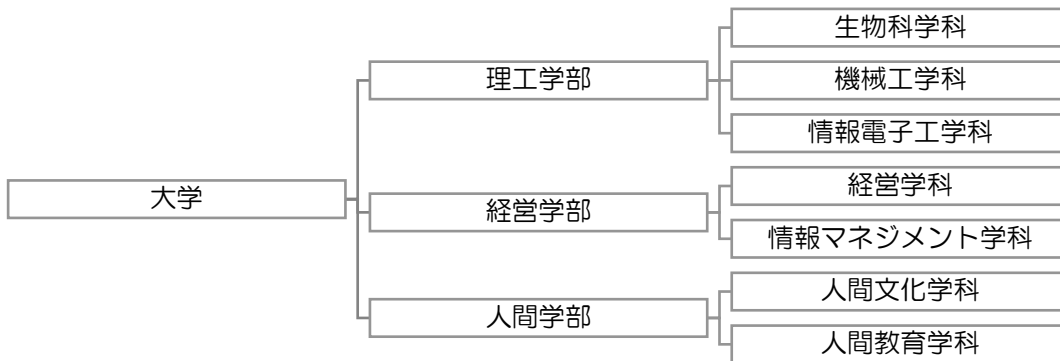 大学
理工学部
生物科学科
機械工学科
情報電子工学科
経営学部
経営学科
情報マネジメント学科
人間学部
人間文化学科
人間教育学科